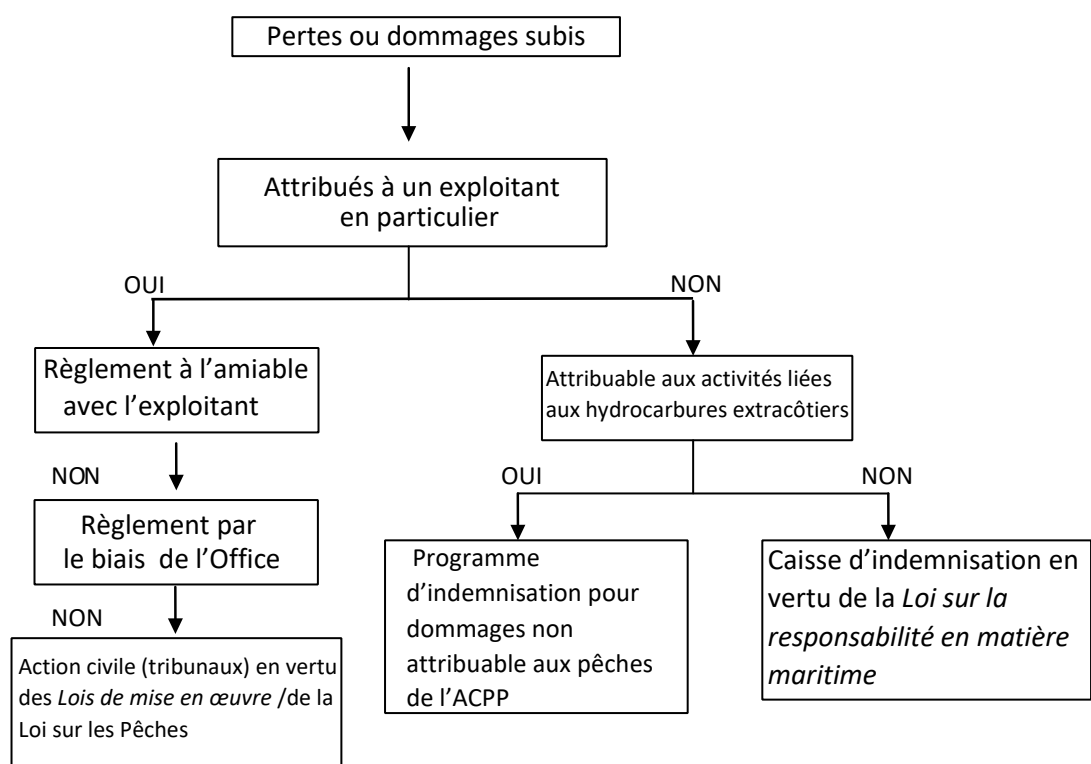 Pertes ou dommages subis
Attribués à un exploitant
en particulier
OUI
NON
Règlement à l'amiable
avec l'exploitant
Attribuable aux activités liées
aux hydrocarbures extracôtiers
NON
OUI
NON
Règlement par
le biais de l'Office
Programme
d'indemnisation pour
dommages non
attribuable aux pêches
de l'ACPP
Caisse d'indemnisation en
vertu de la Loi sur la
responsabilité en matière
maritime
NON
Action civile (tribunaux) en vertu
des Lois de mise en œuvre /de la
Loi sur les Pêches